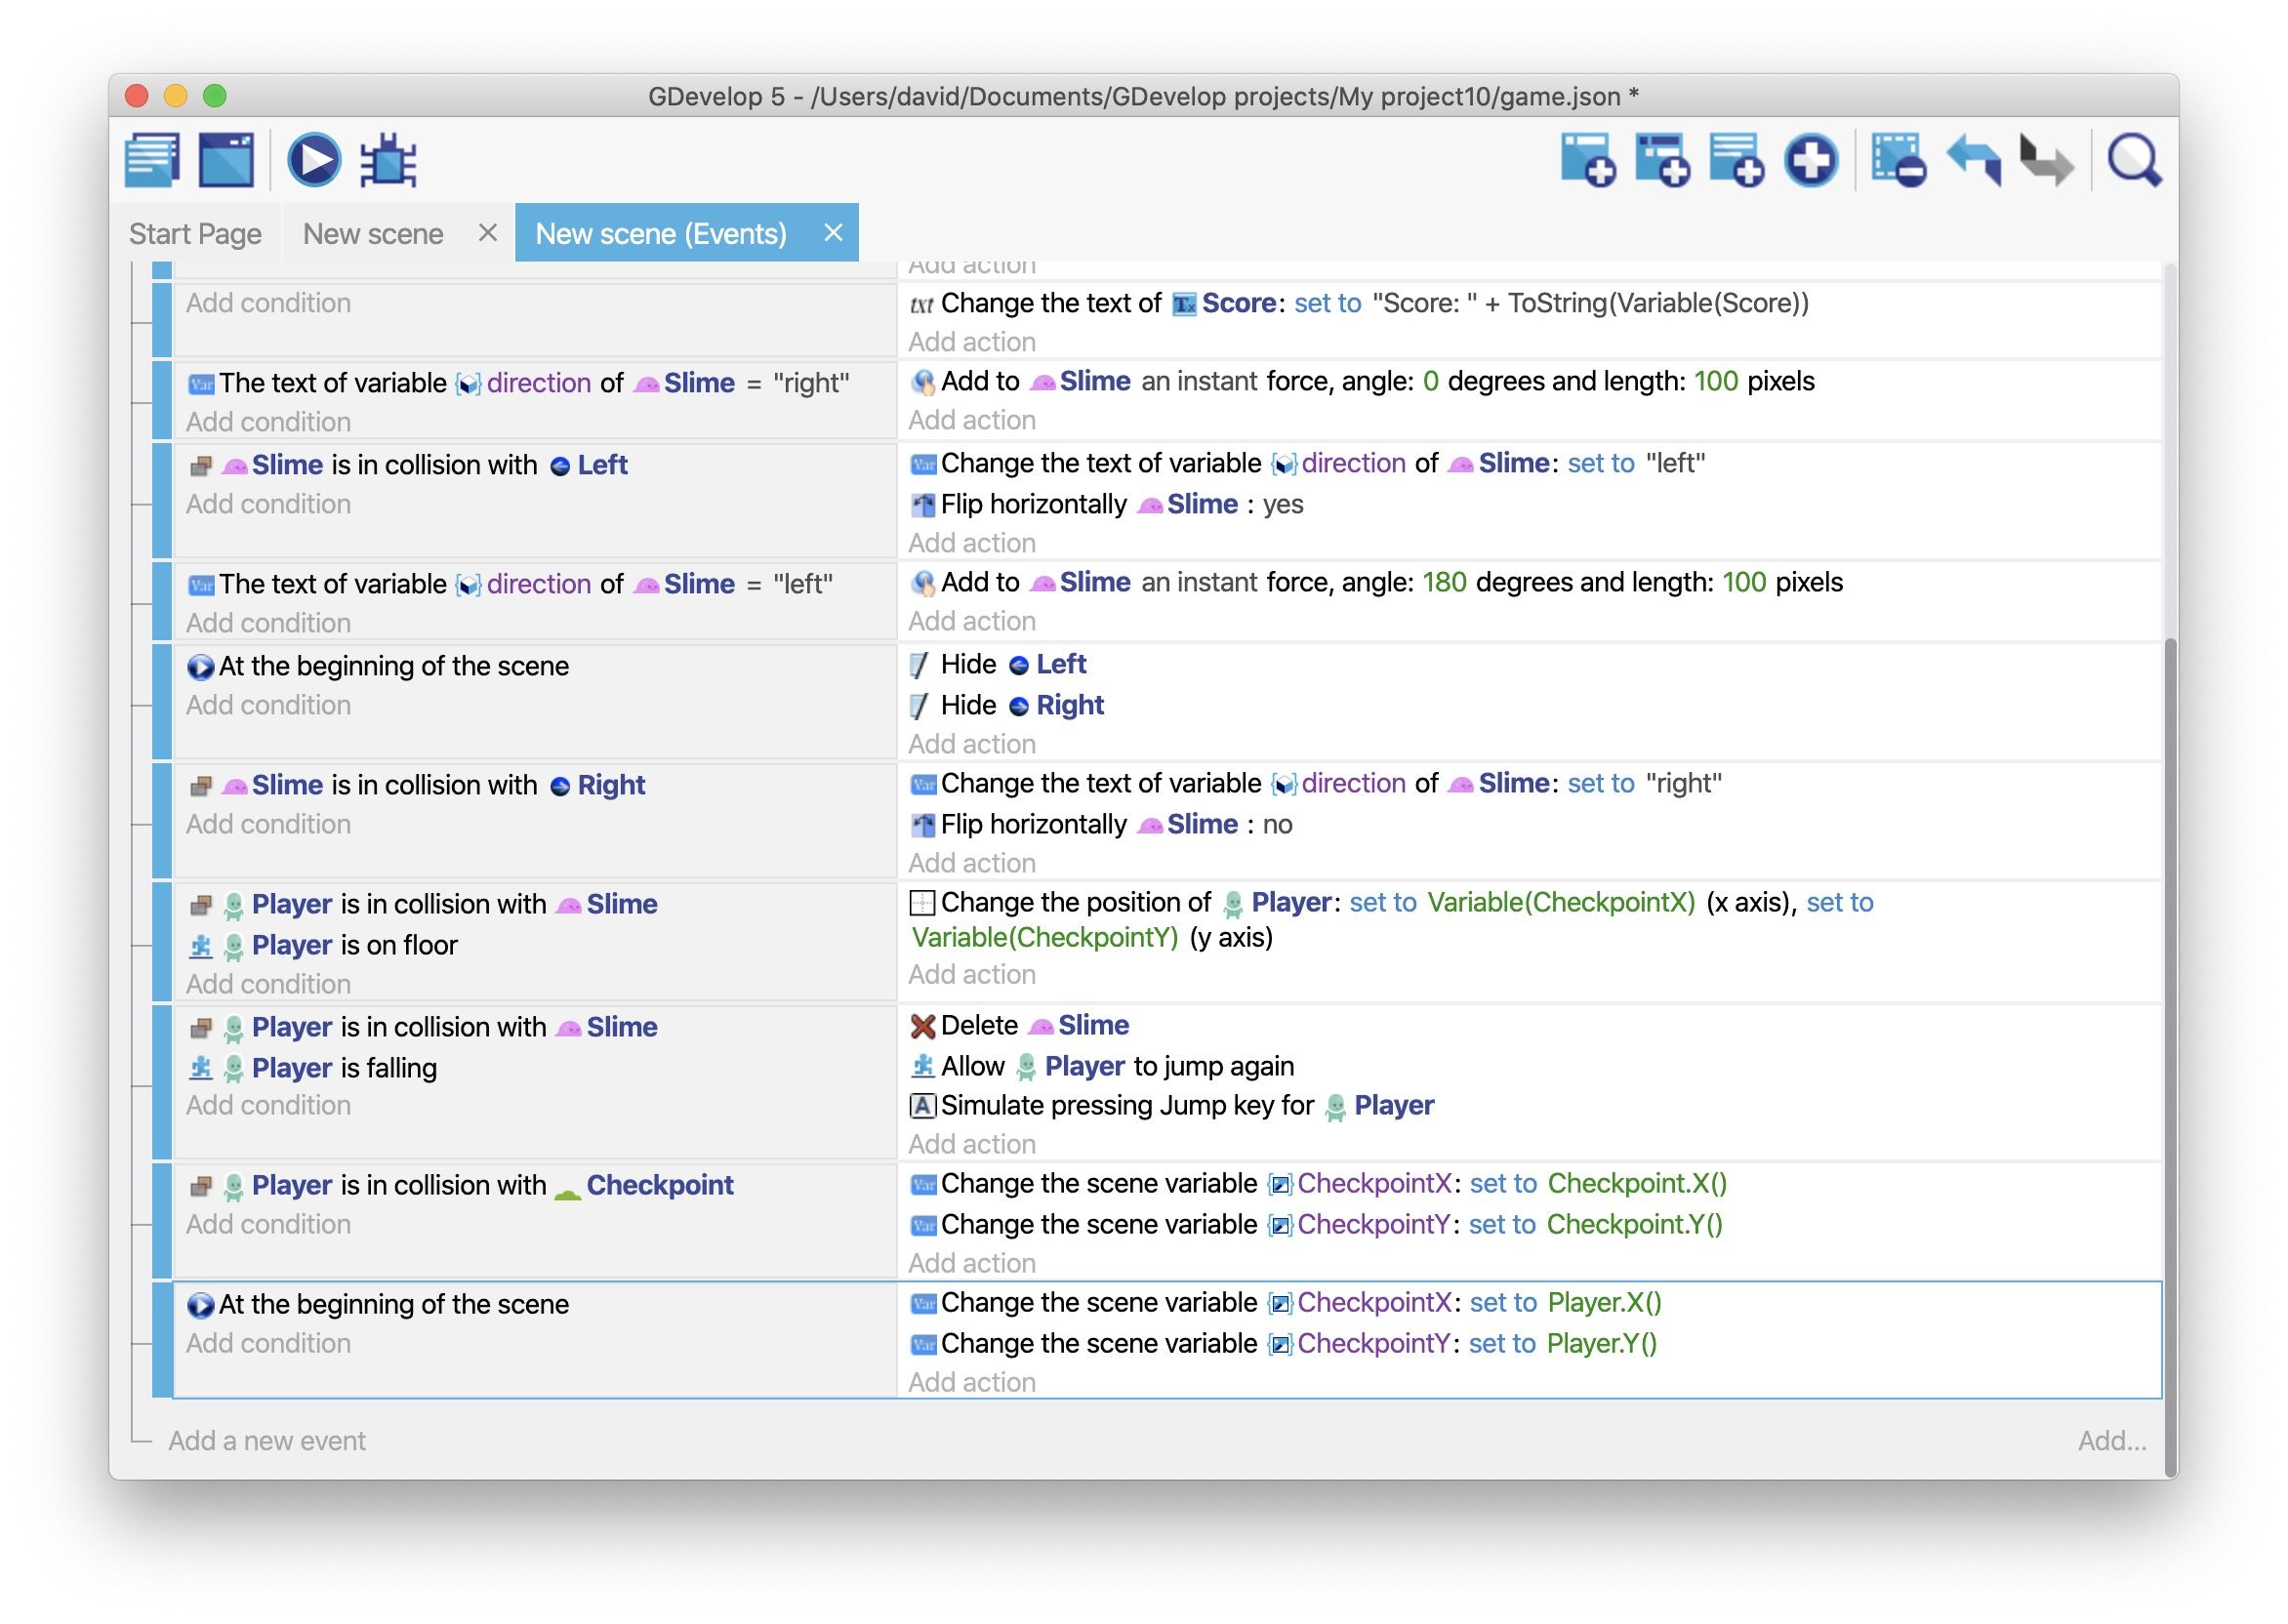 GDevelop 5 - /Users/david/Documents/GDevelop projects/My project10/game.json *
Start Page New scene × New scene (Events) ×
Add action
Add condition
txt Change the text of Tx Score: set to "Score: " + ToString(Variable(Score))
Add action
Var The text of variable direction of Slime = "right"
Add condition
Add to Slime an instant force, angle: 0 degrees and length: 100 pixels
Add action
Slime is in collision with Left
Add condition
Var Change the text of variable direction of Slime: set to "left"
Flip horizontally Slime : yes
Add action
Var The text of variable direction of Slime = "left"
Add condition
Add to Slime an instant force, angle: 180 degrees and length: 100 pixels
Add action
At the beginning of the scene
Add condition
Hide Left
Hide Right
Add action
Slime is in collision with Right
Add condition
Var Change the text of variable direction of Slime: set to "right"
Flip horizontally Slime : no
Add action
Player is in collision with Slime
Player is on floor
Add condition
Change the position of Player: set to Variable(CheckpointX) (x axis), set to
Variable(CheckpointY) (y axis)
Add action
Player is in collision with Slime
Player is falling
Add condition
Delete Slime
Allow Player to jump again
A Simulate pressing Jump key for Player
Add action
Player is in collision with Checkpoint
Add condition
Var Change the scene variable CheckpointX: set to Checkpoint.X()
Var Change the scene variable CheckpointY: set to Checkpoint.Y()
Add action
At the beginning of the scene
Add condition
Var Change the scene variable CheckpointX: set to Player.X()
Var Change the scene variable CheckpointY: set to Player.Y()
Add action
Add a new event
Add...